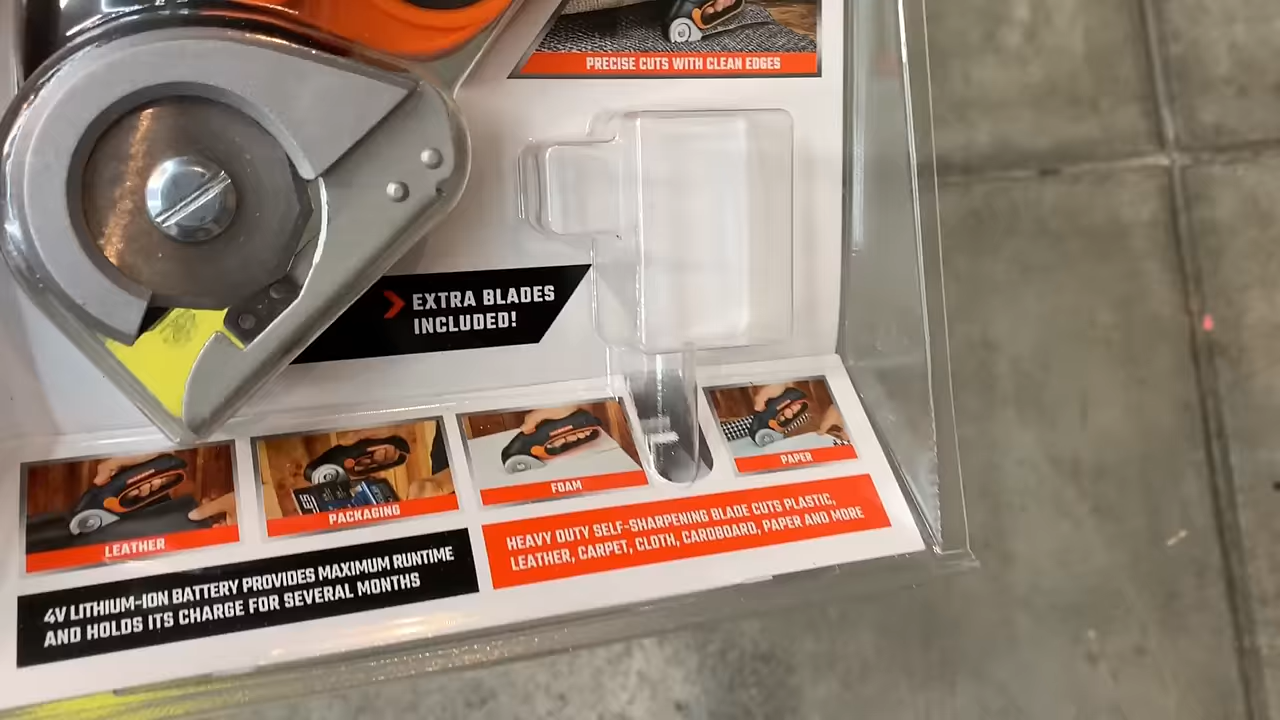 PRECISE CUTS WITH CLEAN EDGES
EXTRA BLADES
INCLUDED!
LEATHER
PACKAGING
FOAM
PAPER
4V LITHIUM-ION BATTERY PROVIDES MAXIMUM RUNTIME
AND HOLDS ITS CHARGE FOR SEVERAL MONTHS
HEAVY DUTY SELF-SHARPENING BLADE CUTS PLASTIC,
LEATHER, CARPET, CLOTH, CARDBOARD, PAPER AND MORE